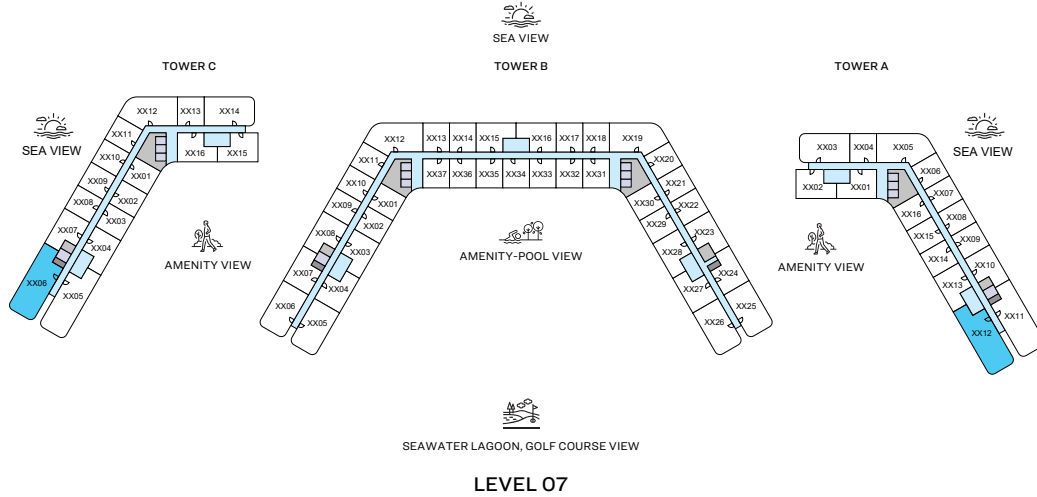 SEA VIEW
TOWER C
TOWER B
TOWER A
SEA VIEW
XX12
XX13
XX14
XX11
XX10
XX09
XX08
XX07
XX06
XX01
XX02
XX03
XX04
XX05
XX16
XX15
AMENITY VIEW
XX12
XX13
XX14
XX15
XX16
XX17
XX18
XX19
XX11
XX10
XX09
XX08
XX07
XX06
XX01
XX02
XX03
XX04
XX05
XX37
XX36
XX35
XX34
XX33
XX32
XX31
XX20
XX21
XX22
XX23
XX24
XX25
XX30
XX29
XX28
XX27
XX26
AMENITY-POOL VIEW
XX03
XX04
XX05
XX02
XX01
XX06
XX07
XX08
XX09
XX10
XX11
XX16
XX15
XX14
XX13
XX12
SEA VIEW
AMENITY VIEW
SEAWATER LAGOON, GOLF COURSE VIEW
LEVEL 07